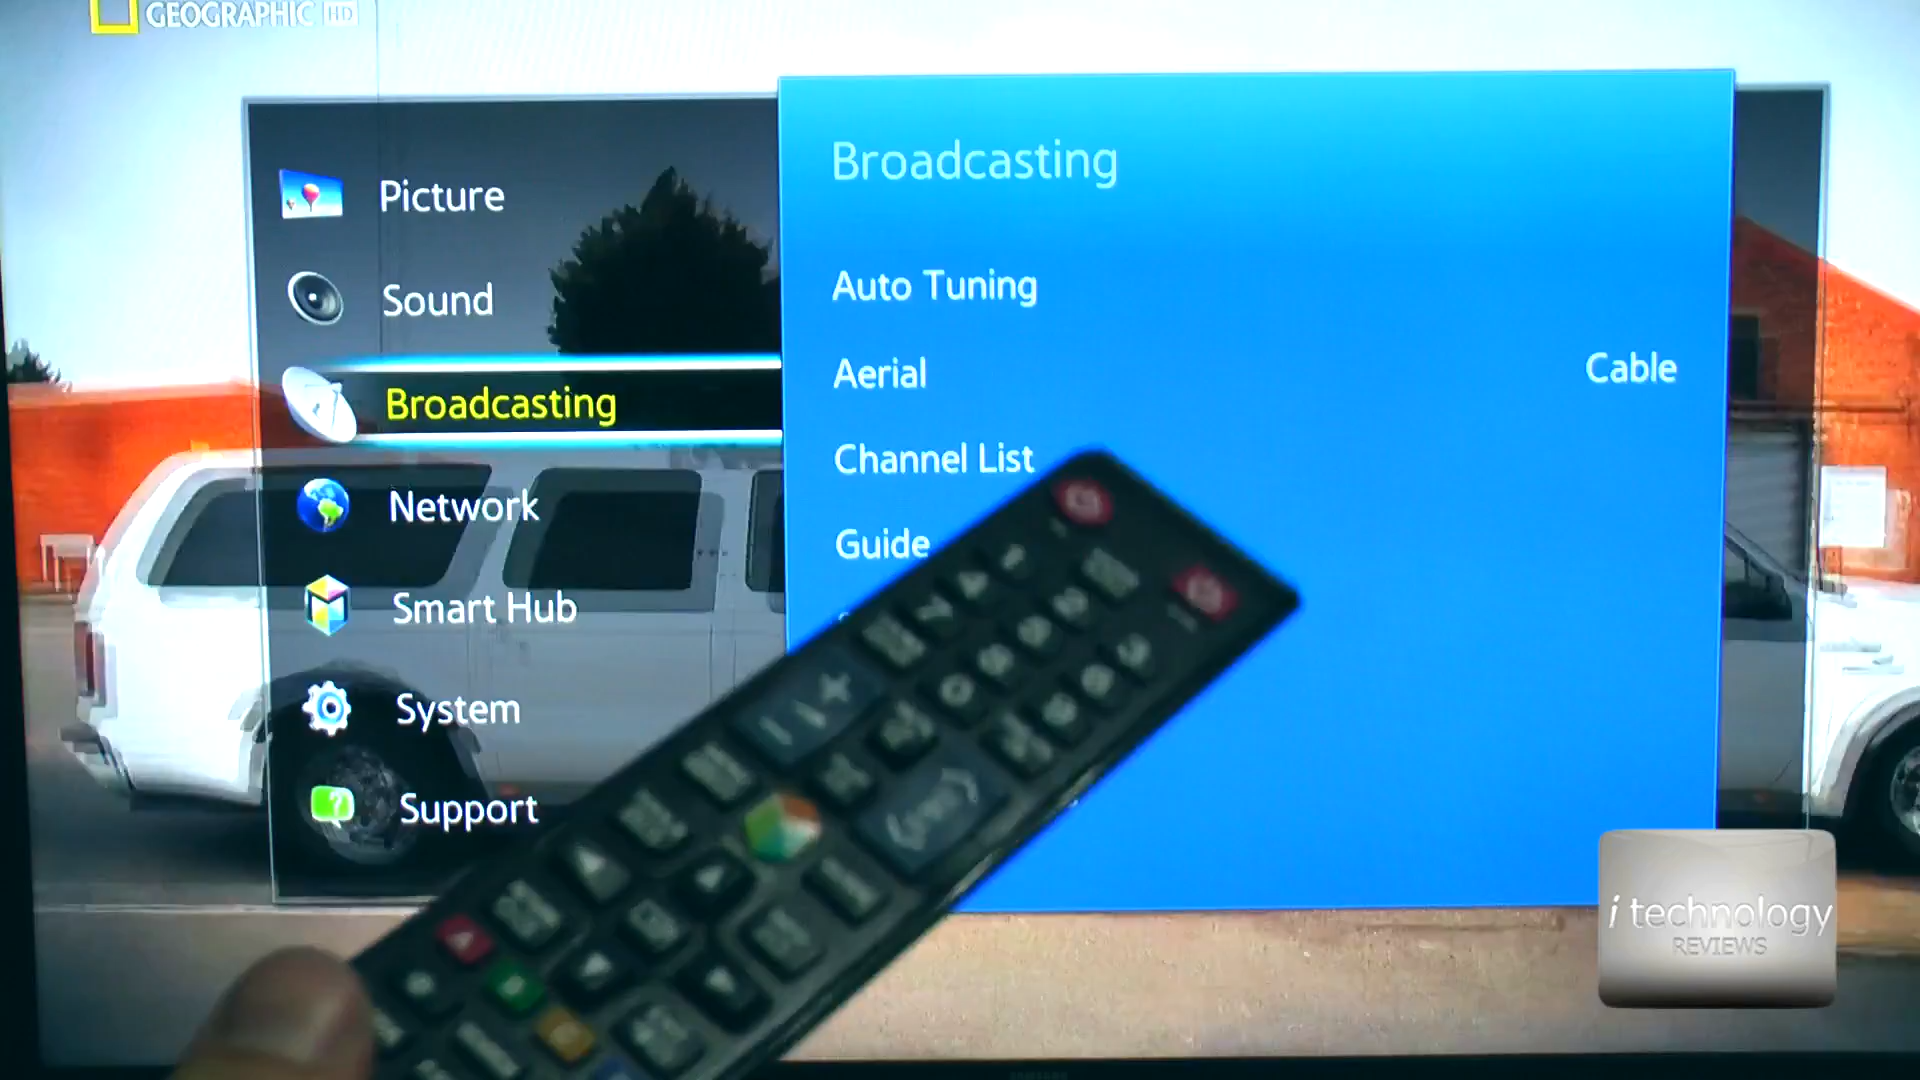 GEOGRAPHIC HD
Picture
Sound
Broadcasting
Network
Smart Hub
System
Support
Broadcasting
Auto Tuning
Aerial
Cable
Channel List
Guide
i technology
REVIEWS